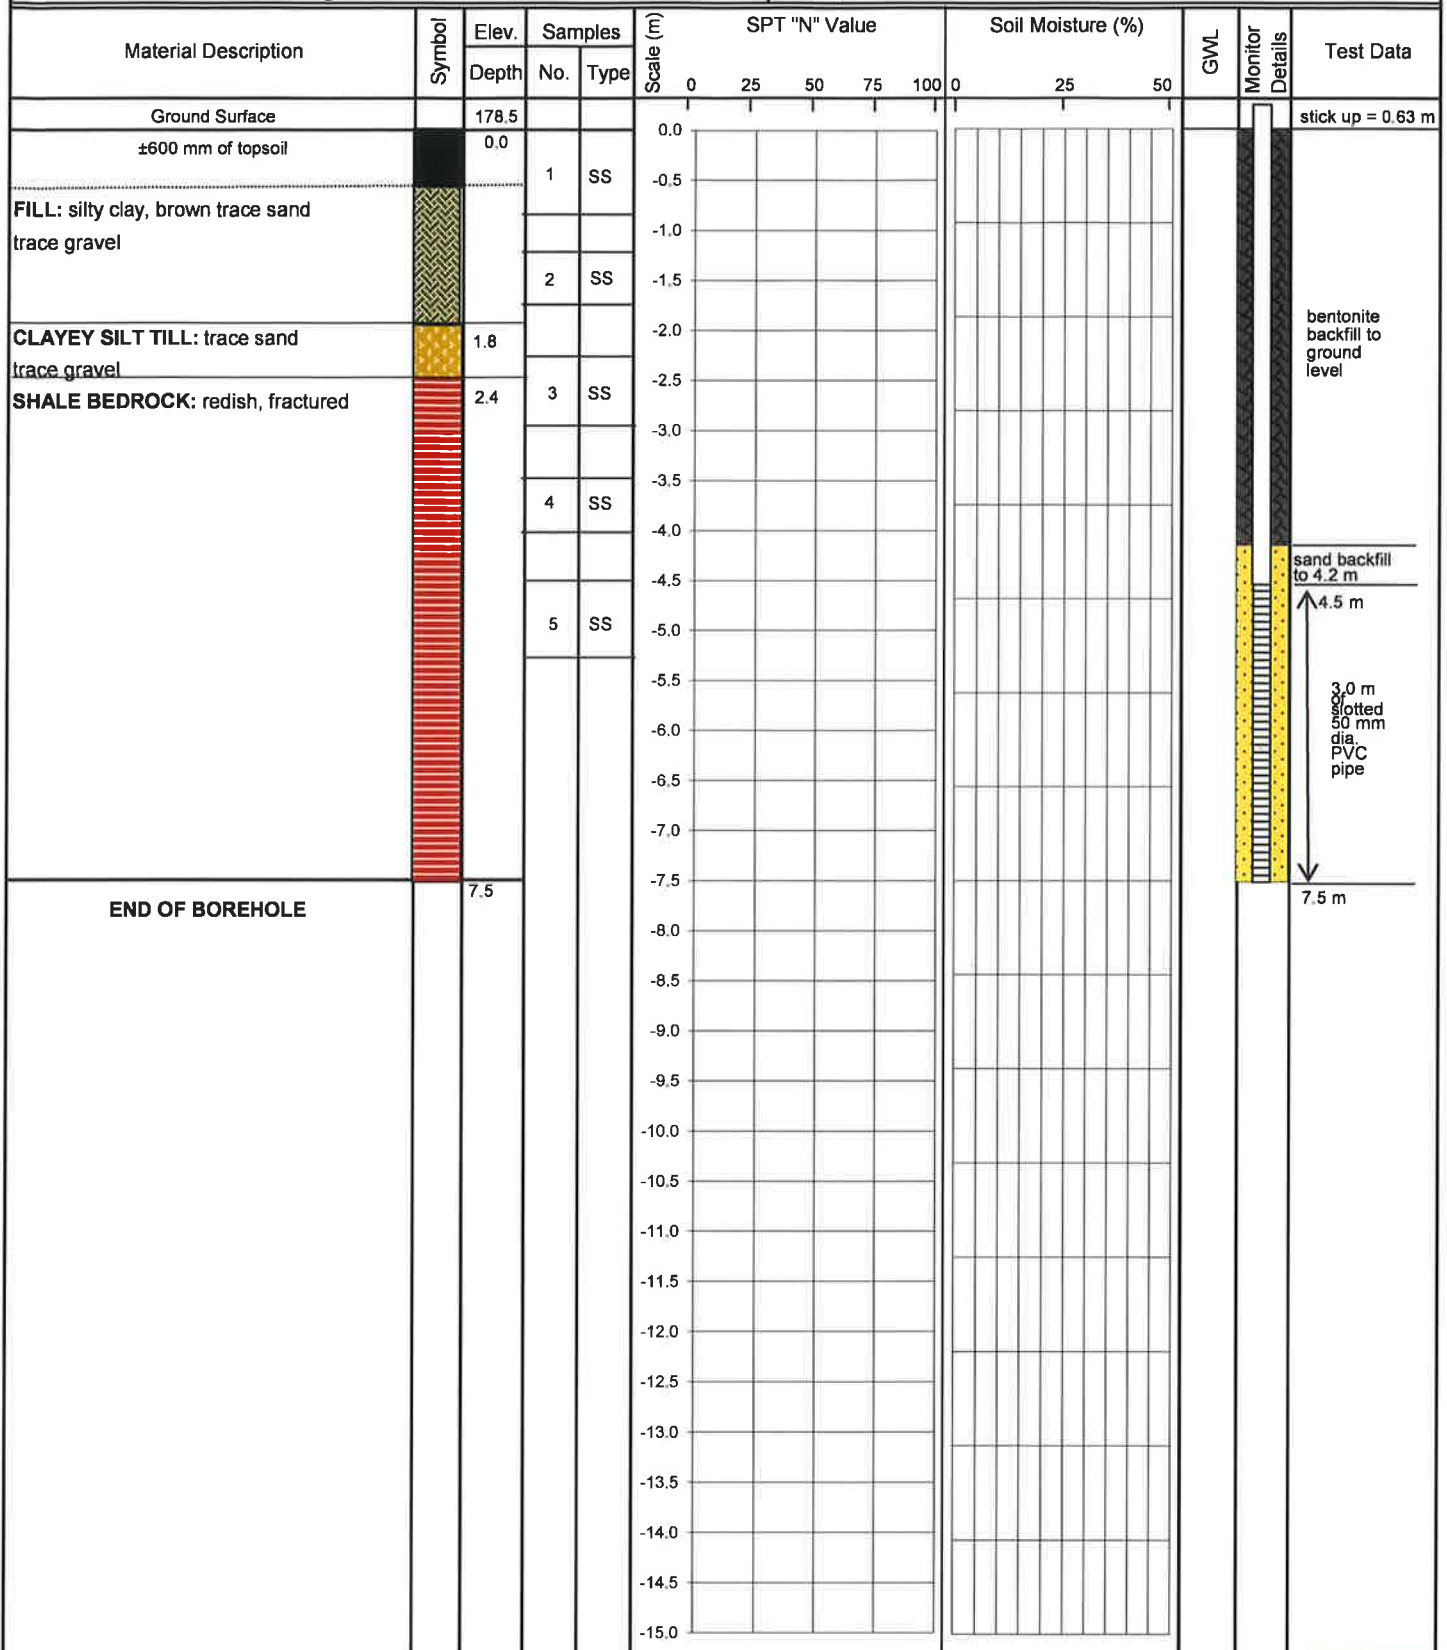 Material Description
Symbol
Elev.
Depth
Samples
No.
Type
Scale (m)
SPT "N" Value
0 25 50 75 100
Soil Moisture (%)
0 25 50
GWL
Monitor
Details
Test Data
Ground Surface
178.5
stick up = 0.63 m
±600 mm of topsoil
0.0
1 SS
FILL: silty clay, brown trace sand
trace gravel
2 SS
CLAYEY SILT TILL: trace sand
trace gravel
1.8
SHALE BEDROCK: redish, fractured
2.4
3 SS
4 SS
5 SS
7.5
END OF BOREHOLE
0.0
-0.5
-1.0
-1.5
-2.0
-2.5
-3.0
-3.5
-4.0
-4.5
-5.0
-5.5
-6.0
-6.5
-7.0
-7.5
-8.0
-8.5
-9.0
-9.5
-10.0
-10.5
-11.0
-11.5
-12.0
-12.5
-13.0
-13.5
-14.0
-14.5
-15.0
bentonite
backfill to
ground
level
sand backfill
to 4.2 m
4.5 m
3.0 m
of
slotted
50 mm
dia.
PVC
pipe
7.5 m